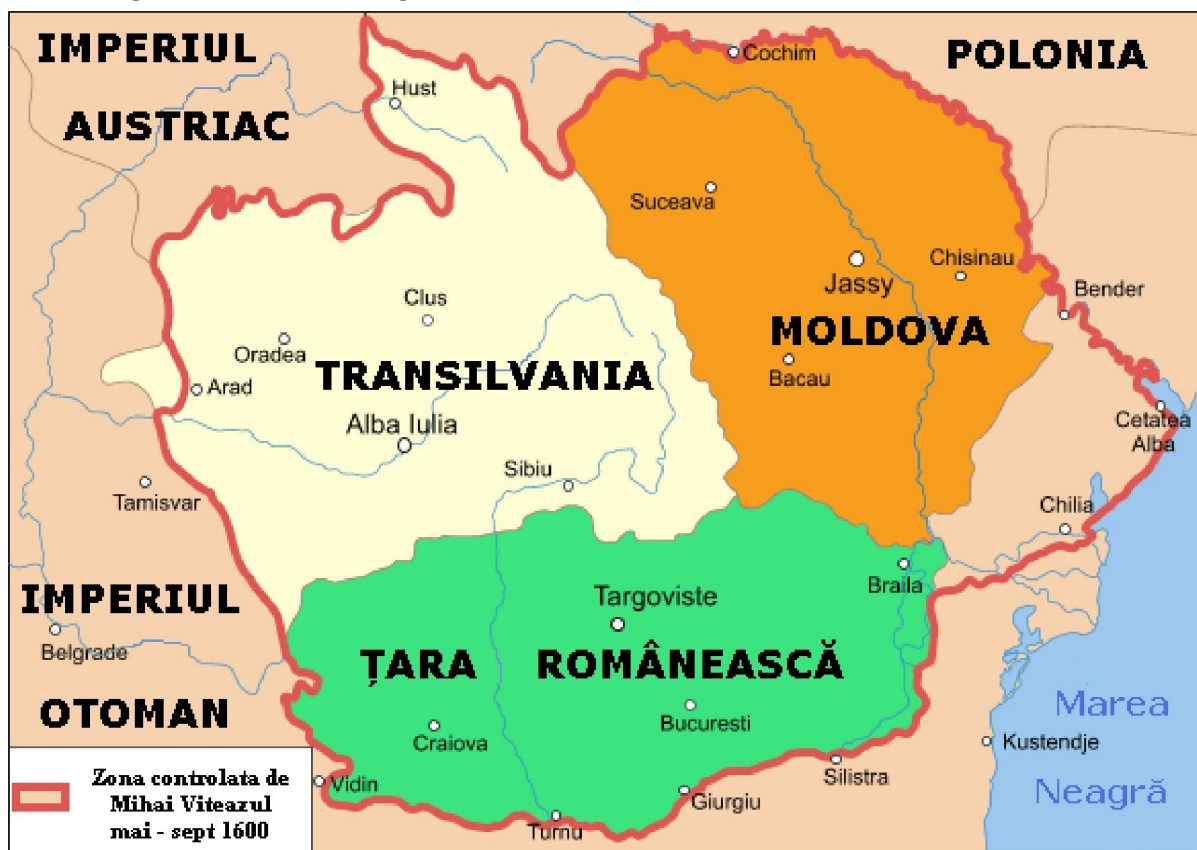 IMPERIUL
AUSTRIAC
POLONIA
Hust
Cochim
Suceava
Jassy
Chisinau
Bender
MOLDOVA
Bacau
Clus
Oradea
TRANSILVANIA
Arad
Alba Iulia
Cetatea
Alba
Sibiu
Tamisvar
Chilia
Braila
IMPERIUL
Targoviste
Belgrade
ȚARA ROMÂNEASCĂ
OTOMAN
Bucuresti
Craiova
Marea
Neagră
Kustendje
Silistra
Vidin
Giurgiu
Turnu
Zona controlata de
Mihai Viteazul
mai - sept 1600